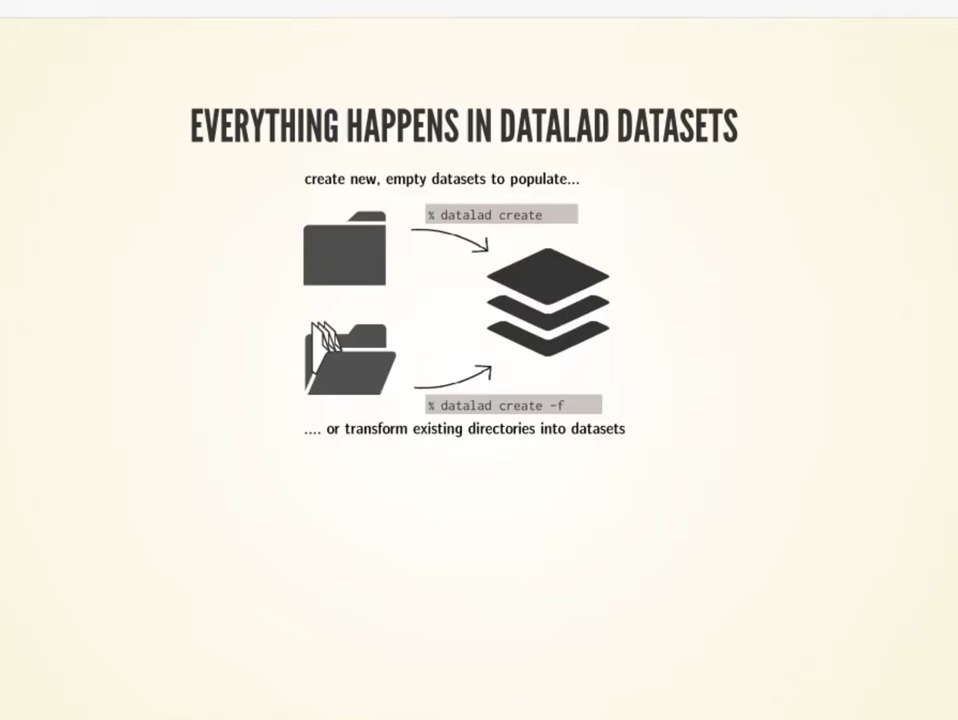 EVERYTHING HAPPENS IN DATALAD DATASETS
create new, empty datasets to populate...
% datalad create
% datalad create -f
.... or transform existing directories into datasets